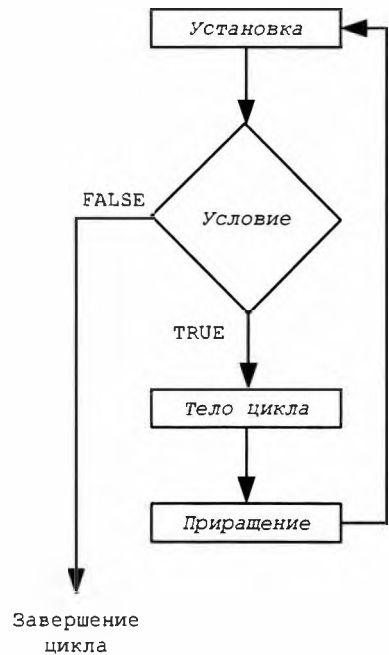 Установка
FALSE
Условие
TRUE
Тело цикла
Приращение
Завершение
цикла